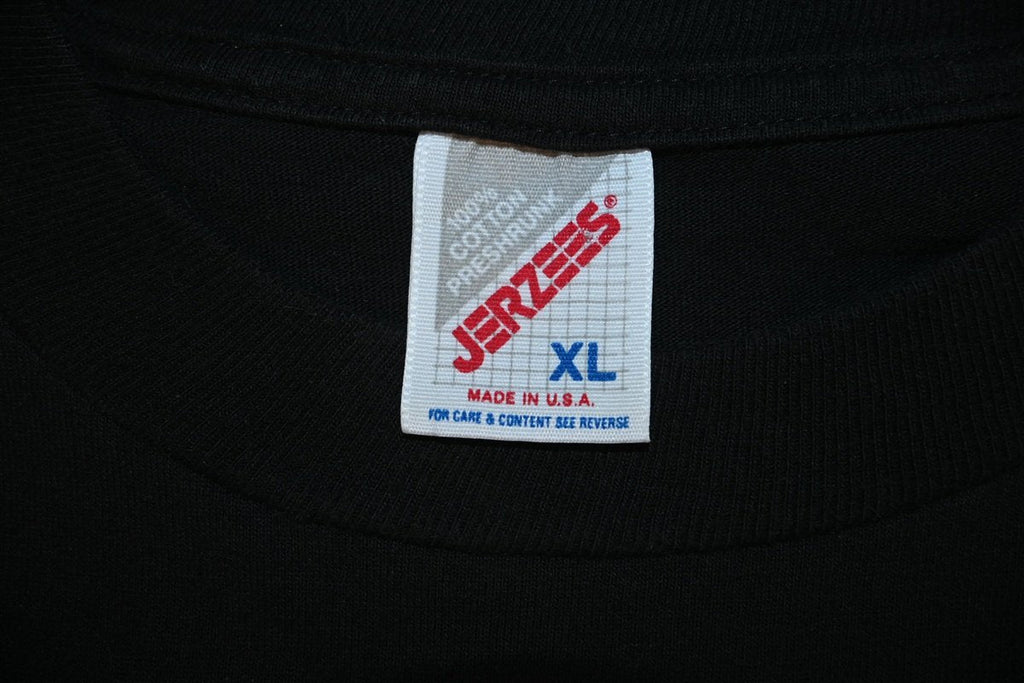 100%
COTTON
PRESHRUNK
JERZEES®
XL
MADE IN U.S.A.
FOR CARE & CONTENT SEE REVERSE